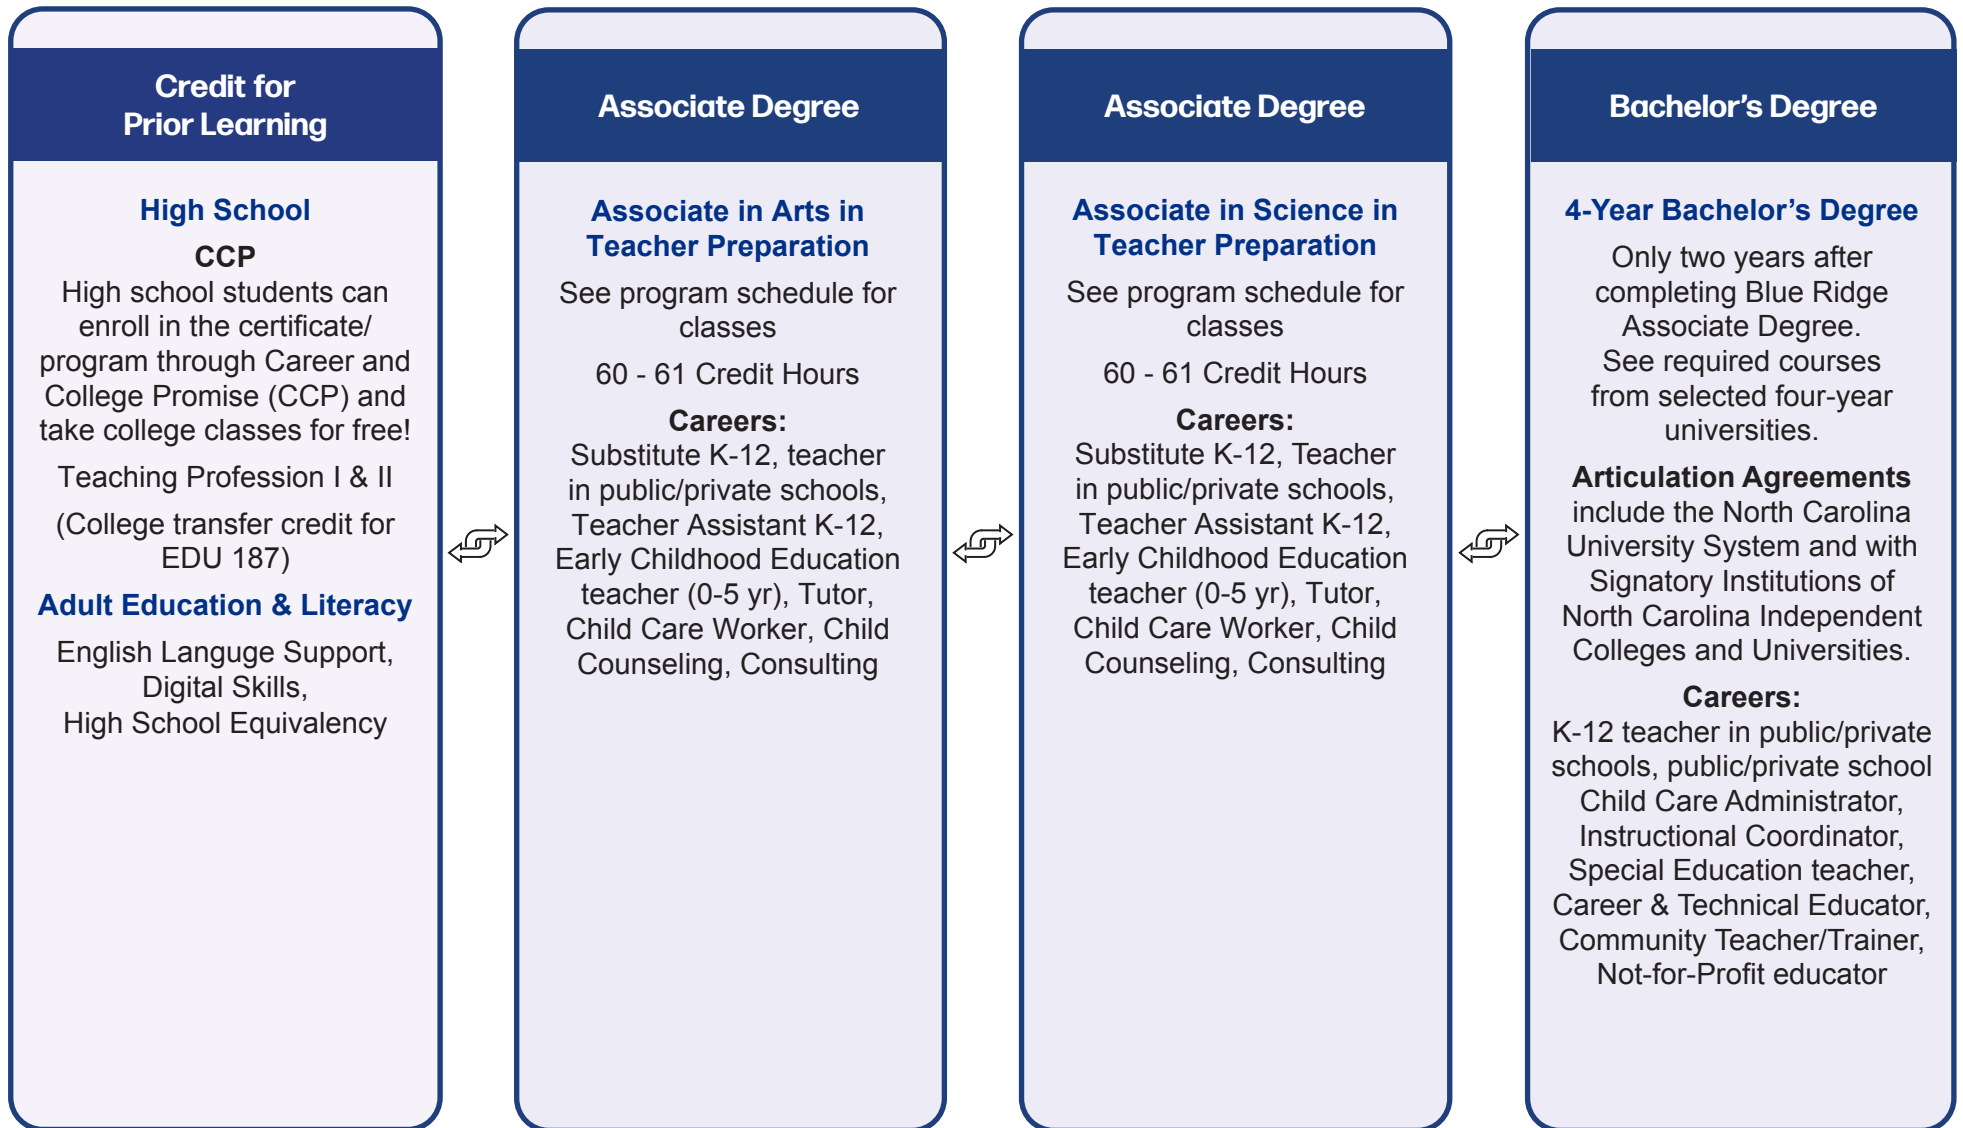 Credit for
Prior Learning
High School
CCP
High school students can
enroll in the certificate/
program through Career and
College Promise (CCP) and
take college classes for free!
Teaching Profession I & II
(College transfer credit for
EDU 187)
Adult Education & Literacy
English Languge Support,
Digital Skills,
High School Equivalency
Associate Degree
Associate in Arts in
Teacher Preparation
See program schedule for
classes
60 - 61 Credit Hours
Careers:
Substitute K-12, teacher
in public/private schools,
Teacher Assistant K-12,
Early Childhood Education
teacher (0-5 yr), Tutor,
Child Care Worker, Child
Counseling, Consulting
Associate Degree
Associate in Science in
Teacher Preparation
See program schedule for
classes
60 - 61 Credit Hours
Careers:
Substitute K-12, Teacher
in public/private schools,
Teacher Assistant K-12,
Early Childhood Education
teacher (0-5 yr), Tutor,
Child Care Worker, Child
Counseling, Consulting
Bachelor's Degree
4-Year Bachelor's Degree
Only two years after
completing Blue Ridge
Associate Degree.
See required courses
from selected four-year
universities.
Articulation Agreements
include the North Carolina
University System and with
Signatory Institutions of
North Carolina Independent
Colleges and Universities.
Careers:
K-12 teacher in public/private
schools, public/private school
Child Care Administrator,
Instructional Coordinator,
Special Education teacher,
Career & Technical Educator,
Community Teacher/Trainer,
Not-for-Profit educator